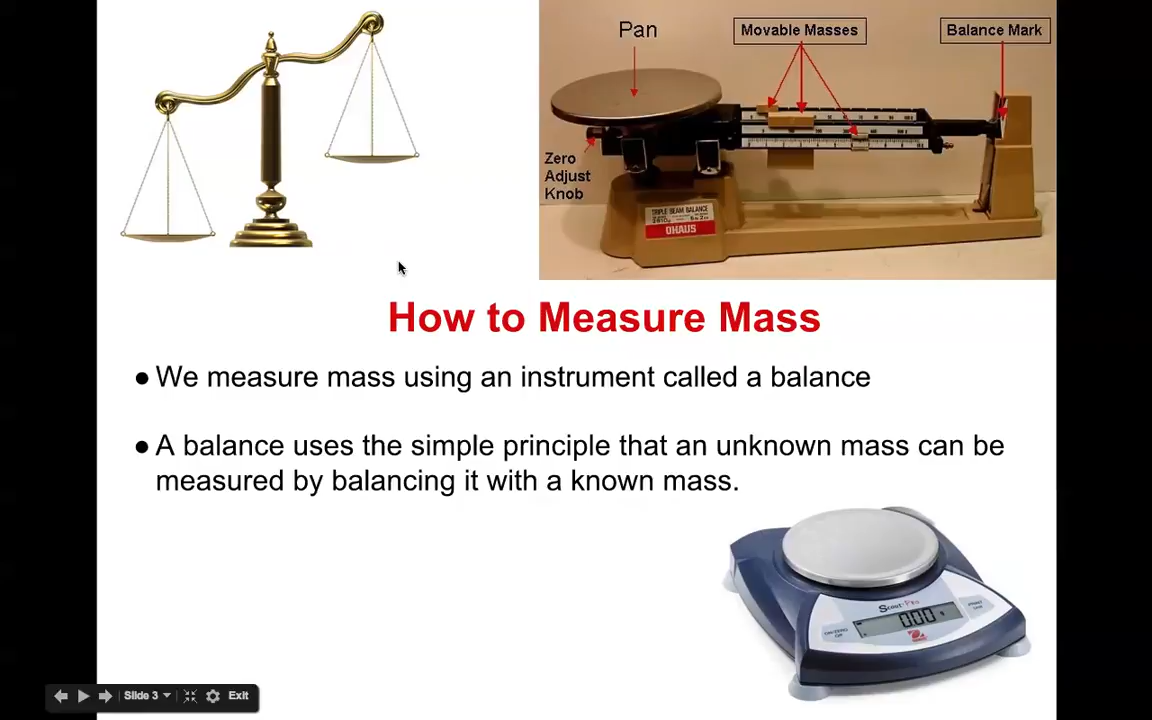 Pan
Movable Masses
Balance Mark
Zero
Adjust
Knob
TRIPLE BEAM BALANCE
OHAUS
How to Measure Mass
● We measure mass using an instrument called a balance
● A balance uses the simple principle that an unknown mass can be
measured by balancing it with a known mass.
Scout Pro
0.00
Slide 3
Exit